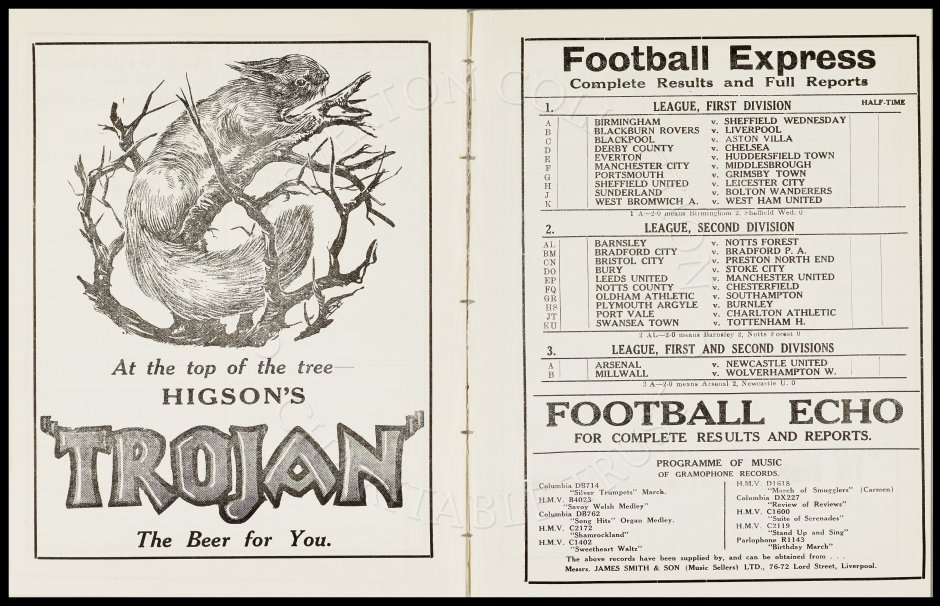 At the top of the tree—
HIGSON'S
"TROJAN"
The Beer for You.
Football Express
Complete Results and Full Reports
1. LEAGUE, FIRST DIVISION HALF-TIME
A BIRMINGHAM v. SHEFFIELD WEDNESDAY
B BLACKBURN ROVERS v. LIVERPOOL
C BLACKPOOL v. ASTON VILLA
D DERBY COUNTY v. CHELSEA
E EVERTON v. HUDDERSFIELD TOWN
F MANCHESTER CITY v. MIDDLESBROUGH
G PORTSMOUTH v. GRIMSBY TOWN
H SHEFFIELD UNITED v. LEICESTER CITY
J SUNDERLAND v. BOLTON WANDERERS
K WEST BROMWICH A. v. WEST HAM UNITED
1 A—2-0 means Birmingham 2, Sheffield Wed. 0
2. LEAGUE, SECOND DIVISION
AL BARNSLEY v. NOTTS FOREST
BM BRADFORD CITY v. BRADFORD P. A.
CN BRISTOL CITY v. PRESTON NORTH END
DO BURY v. STOKE CITY
EP LEEDS UNITED v. MANCHESTER UNITED
FQ NOTTS COUNTY v. CHESTERFIELD
GR OLDHAM ATHLETIC v. SOUTHAMPTON
HS PLYMOUTH ARGYLE v. BURNLEY
JT PORT VALE v. CHARLTON ATHLETIC
KU SWANSEA TOWN v. TOTTENHAM H.
2 AL—2-0 means Barnsley 2, Notts Forest 0
3. LEAGUE, FIRST AND SECOND DIVISIONS
A ARSENAL v. NEWCASTLE UNITED
B MILLWALL v. WOLVERHAMPTON W.
3 A—2-0 means Arsenal 2, Newcastle U. 0
FOOTBALL ECHO
FOR COMPLETE RESULTS AND REPORTS.
PROGRAMME OF MUSIC
OF GRAMOPHONE RECORDS.
Columbia DB714
"Silver Trumpets" March.
H.M.V. B4023
"Savoy Welsh Medley"
Columbia DB762
"Song Hits" Organ Medley.
H.M.V. C2172
"Shamrockland"
H.M.V. C1402
"Sweetheart Waltz"
H.M.V. D1618
"March of Smugglers" (Carmen)
Columbia DX227
"Review of Reviews"
H.M.V. C1600
"Suite of Serenades"
H.M.V. C2119
"Stand Up and Sing"
Parlophone R1143
"Birthday March"
The above records have been supplied by, and can be obtained from . . .
Messrs. JAMES SMITH & SON (Music Sellers) LTD., 76-72 Lord Street, Liverpool.